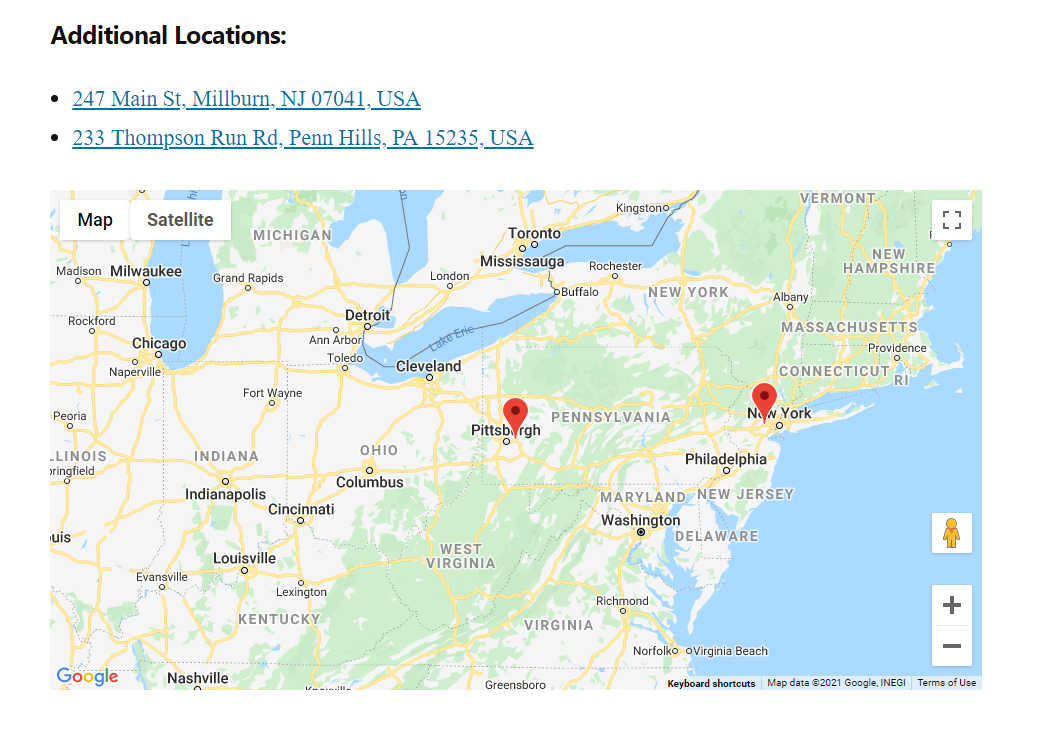 Additional Locations:
247 Main St, Millburn, NJ 07041, USA
233 Thompson Run Rd, Penn Hills, PA 15235, USA
Map
Satellite
VERMONT
Kingston
MICHIGAN
Toronto
NEW
HAMPSHIRE
Mississauga
Madison
Milwaukee
Grand Rapids
London
Rochester
Buffalo
NEW YORK
Albany
Rockford
Detroit
MASSACHUSETTS
Ann Arbor
Lake Erie
Chicago
Toledo
Providence
Naperville
Cleveland
CONNECTICUT
RI
Fort Wayne
Peoria
PENNSYLVANIA
New York
Pittsburgh
LLINOIS
INDIANA
OHIO
Philadelphia
pringfield
Columbus
Indianapolis
MARYLAND
NEW JERSEY
Cincinnati
Washington
uis
DELAWARE
Louisville
WEST
VIRGINIA
Evansville
Lexington
Richmond
KENTUCKY
VIRGINIA
Norfolk
Virginia Beach
Google
Nashville
Greensboro
Keyboard shortcuts
Map data ©2021 Google, INEGI
Terms of Use